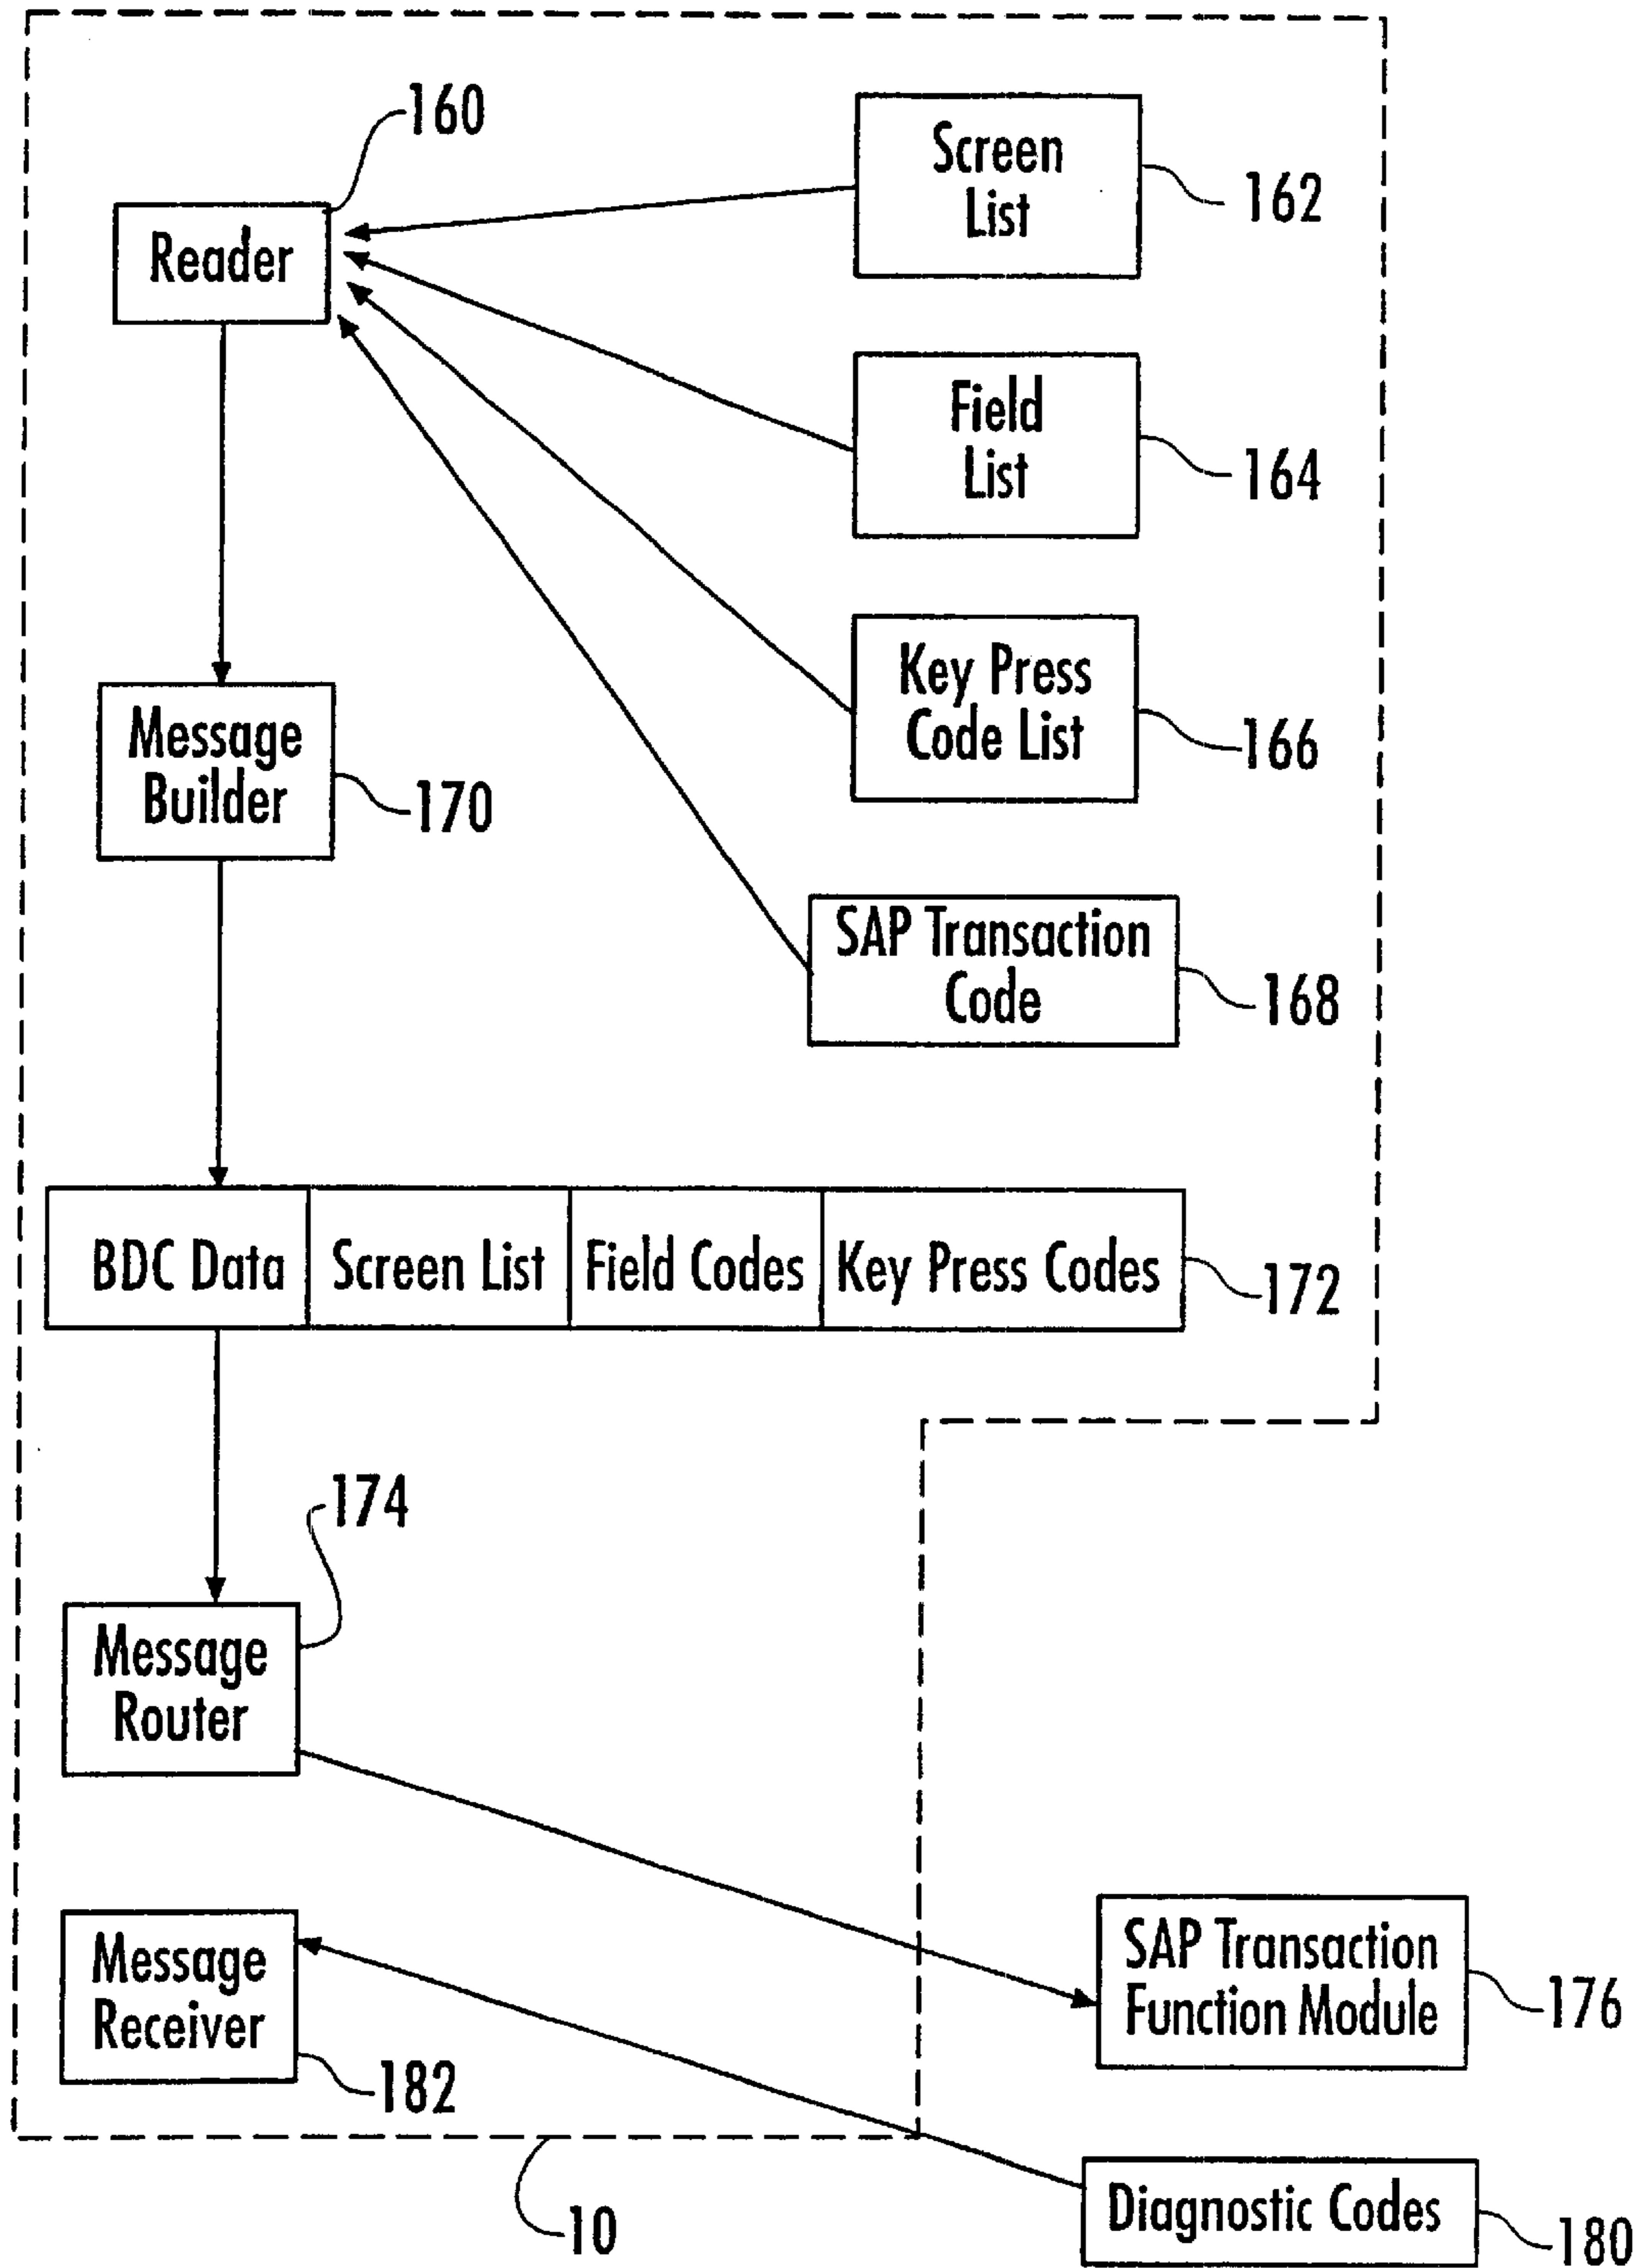 160
Screen
List
162
Reader
Field
List
164
Key Press
Code List
166
Message
Builder
170
SAP Transaction
Code
168
BDC Data
Screen List
Field Codes
Key Press Codes
172
174
Message
Router
SAP Transaction
Function Module
176
Message
Receiver
182
10
Diagnostic Codes
180